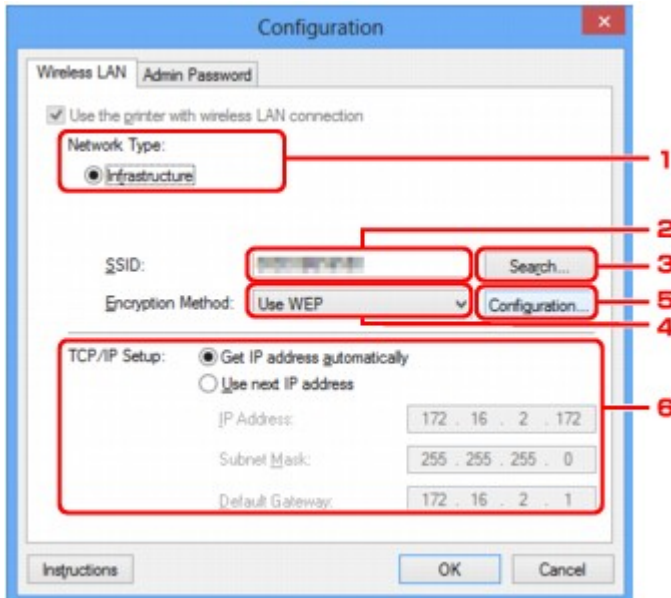 Configuration
Wireless LAN Admin Password
Use the printer with wireless LAN connection
Network Type:
Infrastructure
1
2
SSID: Search... 3
Encryption Method: Use WEP Configuration... 5
4
TCP/IP Setup: Get IP address automatically
Use next IP address
6
IP Address: 172 . 16 . 2 . 172
Subnet Mask: 255 . 255 . 255 . 0
Default Gateway: 172 . 16 . 2 . 1
Instructions OK Cancel